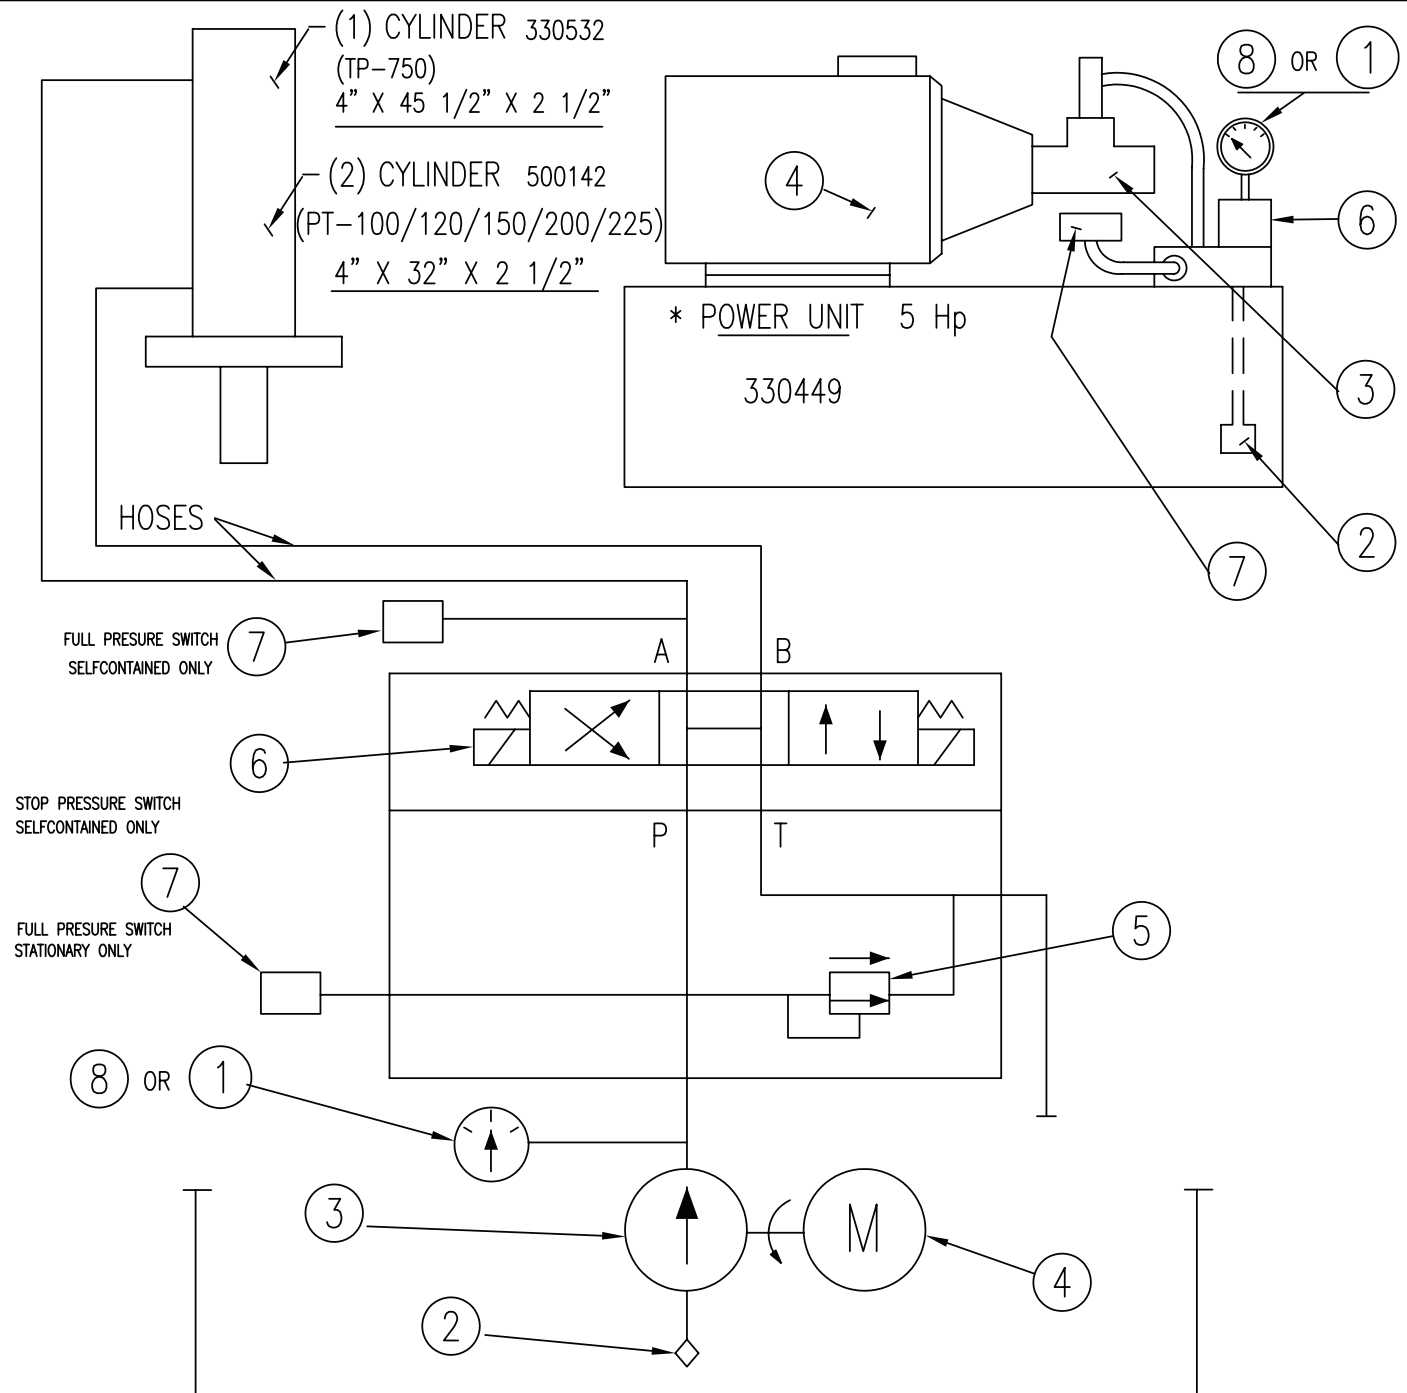 (1) CYLINDER 330532
(TP-750)
4" X 45 1/2" X 2 1/2"
(2) CYLINDER 500142
(PT-100/120/150/200/225)
4" X 32" X 2 1/2"
8 OR 1
4
6
* POWER UNIT 5 Hp
330449
3
2
7
HOSES
FULL PRESURE SWITCH
SELFCONTAINED ONLY
7
A B
6
STOP PRESSURE SWITCH
SELFCONTAINED ONLY
P T
7
FULL PRESURE SWITCH
STATIONARY ONLY
5
8 OR 1
3
M
4
2